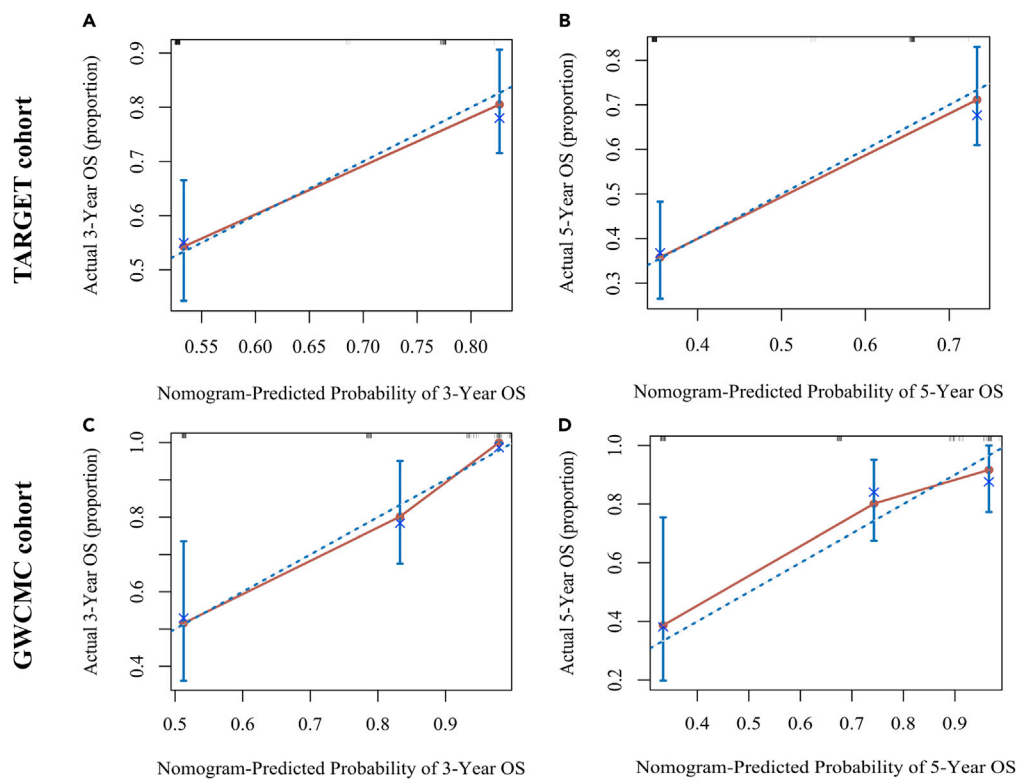 A
B
TARGET cohort
Actual 3-Year OS (proportion)
0.9
0.8
0.7
0.6
0.5
0.55 0.60 0.65 0.70 0.75 0.80
Nomogram-Predicted Probability of 3-Year OS
Actual 5-Year OS (proportion)
0.8
0.7
0.6
0.5
0.4
0.3
0.4 0.5 0.6 0.7
Nomogram-Predicted Probability of 5-Year OS
C
D
GWCMC cohort
Actual 3-Year OS (proportion)
1.0
0.8
0.6
0.4
0.5 0.6 0.7 0.8 0.9
Nomogram-Predicted Probability of 3-Year OS
Actual 5-Year OS (proportion)
1.0
0.8
0.6
0.4
0.2
0.4 0.5 0.6 0.7 0.8 0.9
Nomogram-Predicted Probability of 5-Year OS